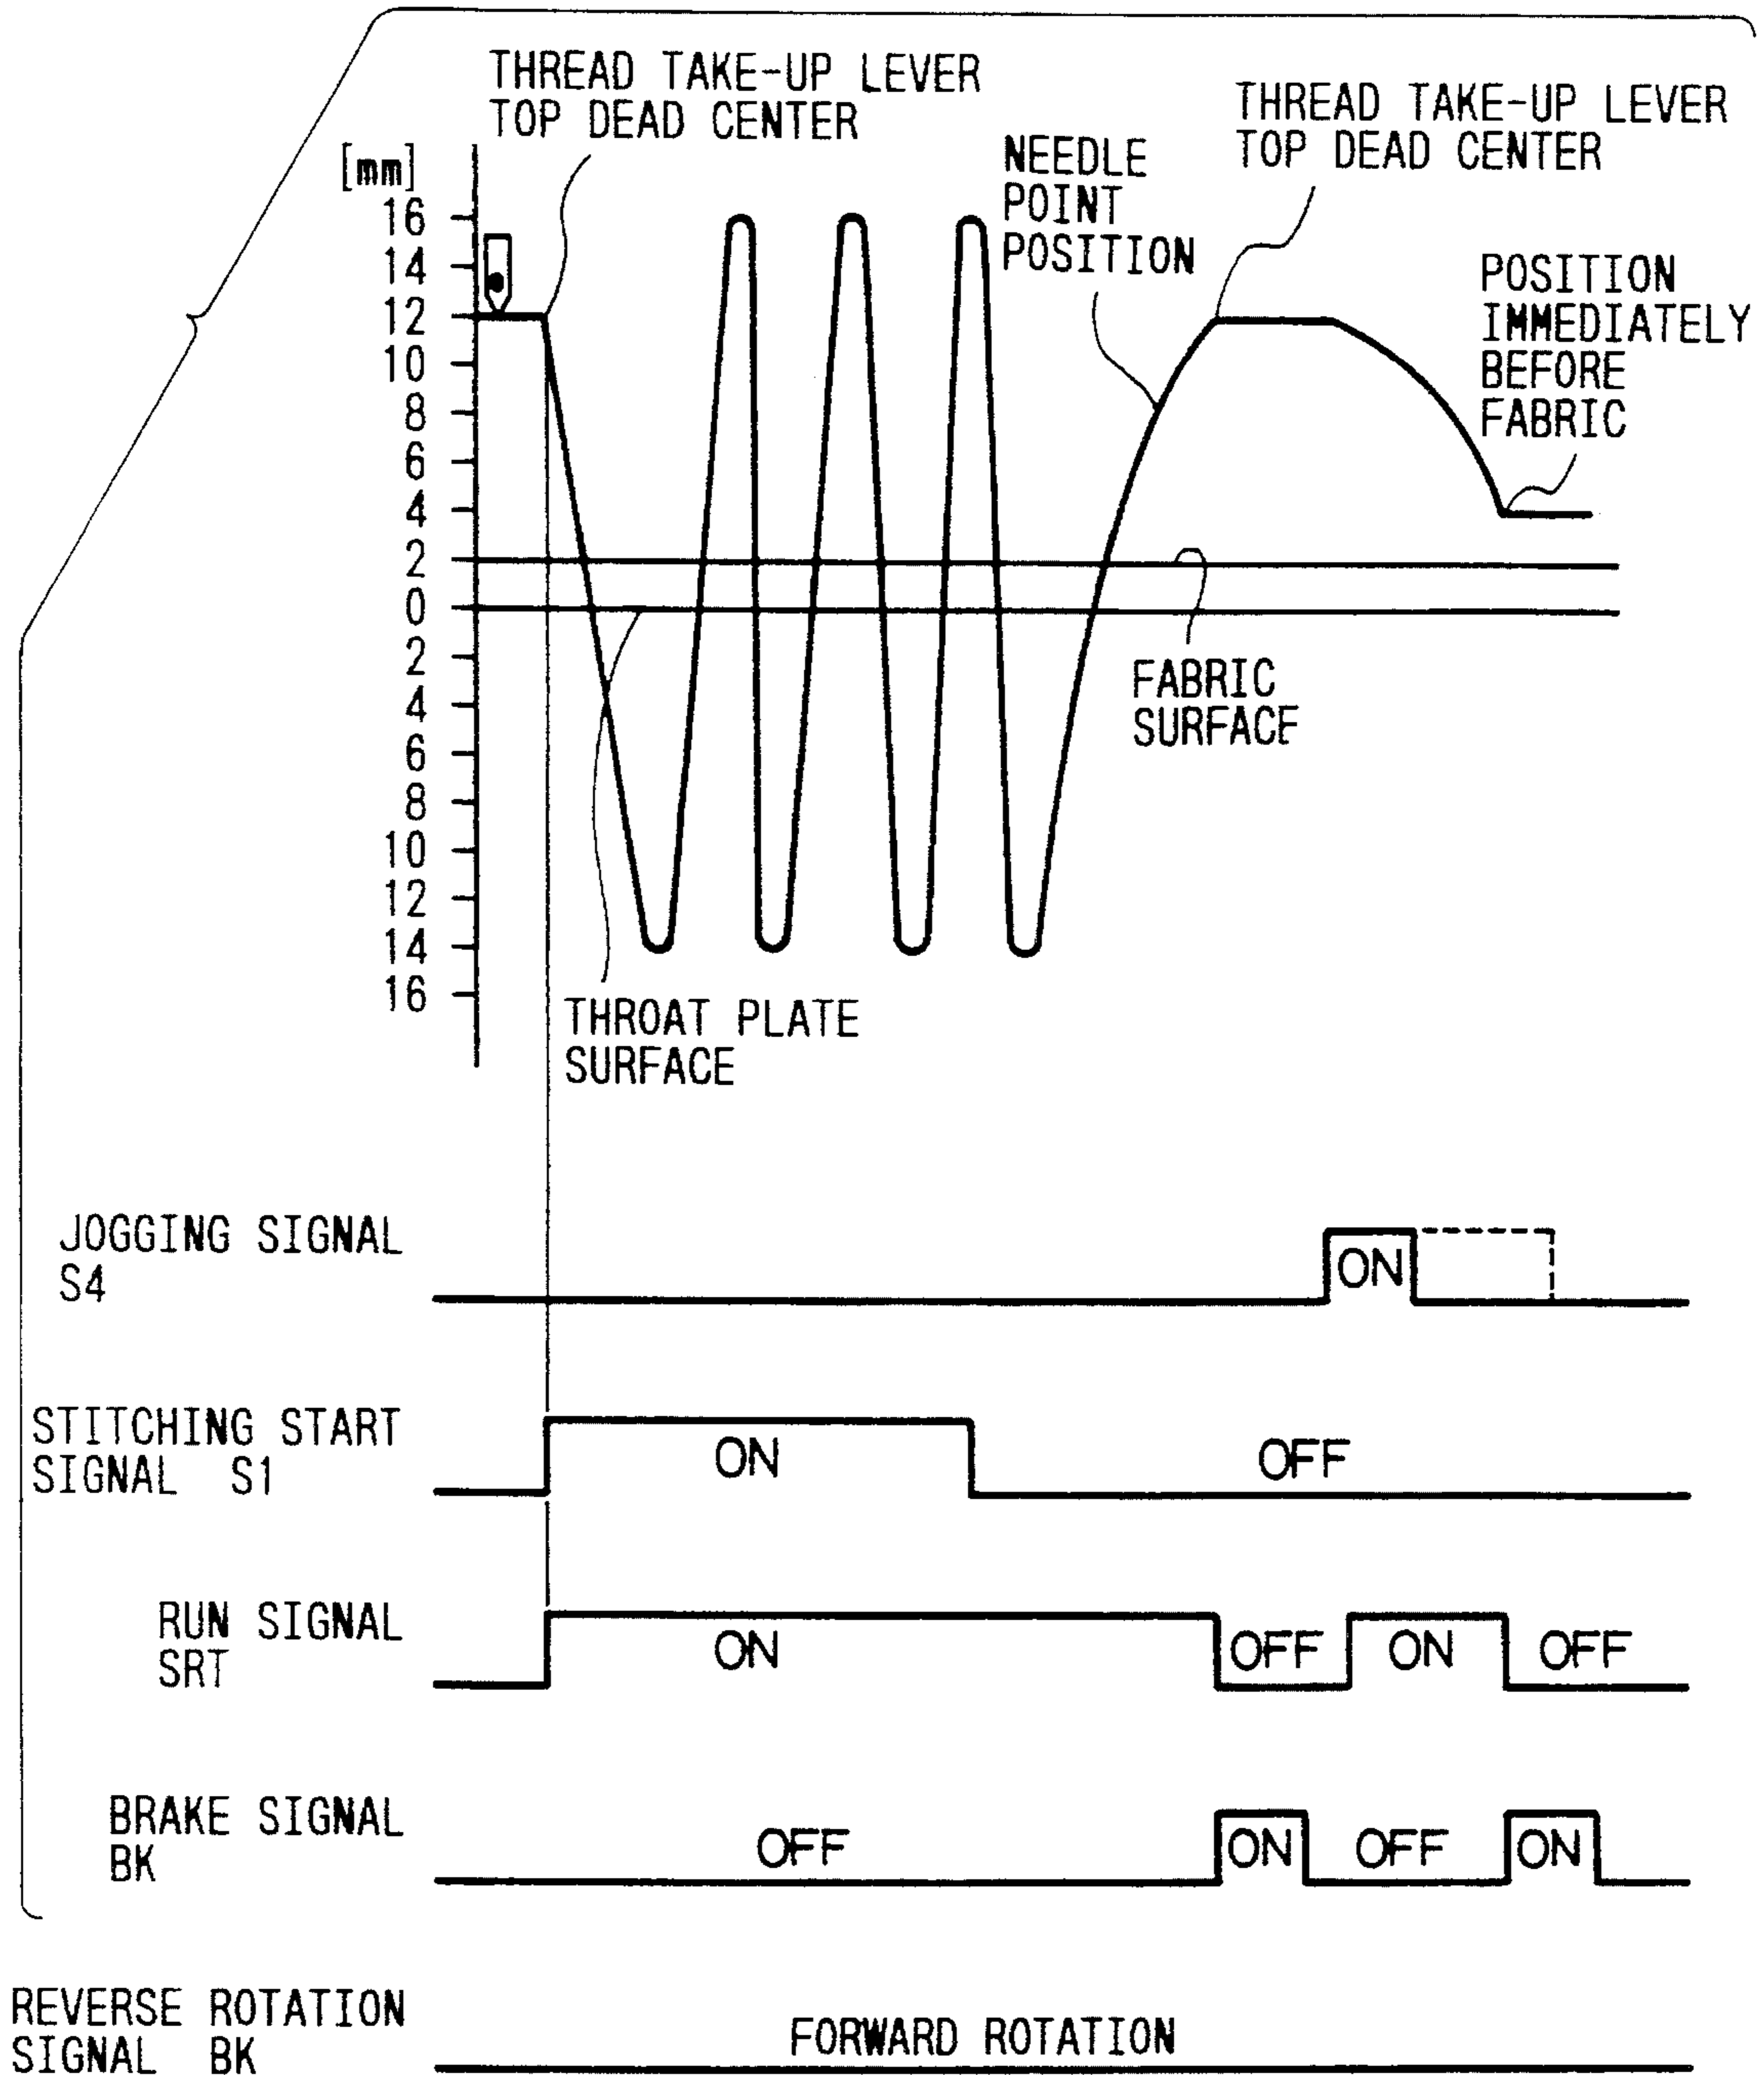 THREAD TAKE-UP LEVER
TOP DEAD CENTER
THREAD TAKE-UP LEVER
TOP DEAD CENTER
NEEDLE
POINT
POSITION
POSITION
IMMEDIATELY
BEFORE
FABRIC
[mm]
16
14
12
10
8
6
4
2
0
2
4
6
8
10
12
14
16
FABRIC
SURFACE
THROAT PLATE
SURFACE
JOGGING SIGNAL
S4
ON
STITCHING START
SIGNAL S1
ON
OFF
RUN SIGNAL
SRT
ON
OFF
ON
OFF
BRAKE SIGNAL
BK
OFF
ON
OFF
ON
REVERSE ROTATION
SIGNAL BK
FORWARD ROTATION